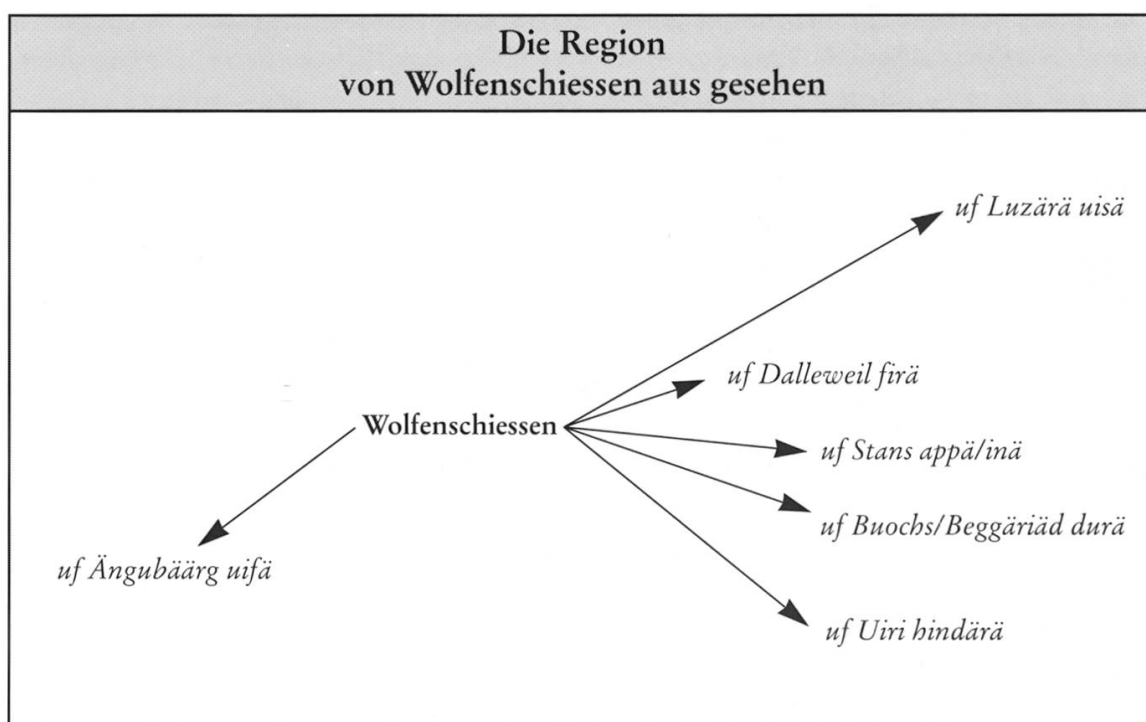 Die Region
von Wolfenschiessen aus gesehen
uf Luzärä uisä
uf Dalleweil firä
Wolfenschiessen
uf Stans appä/inä
uf Buochs/Beggäriäd durä
uf Ängubäärg uifä
uf Uiri hindärä